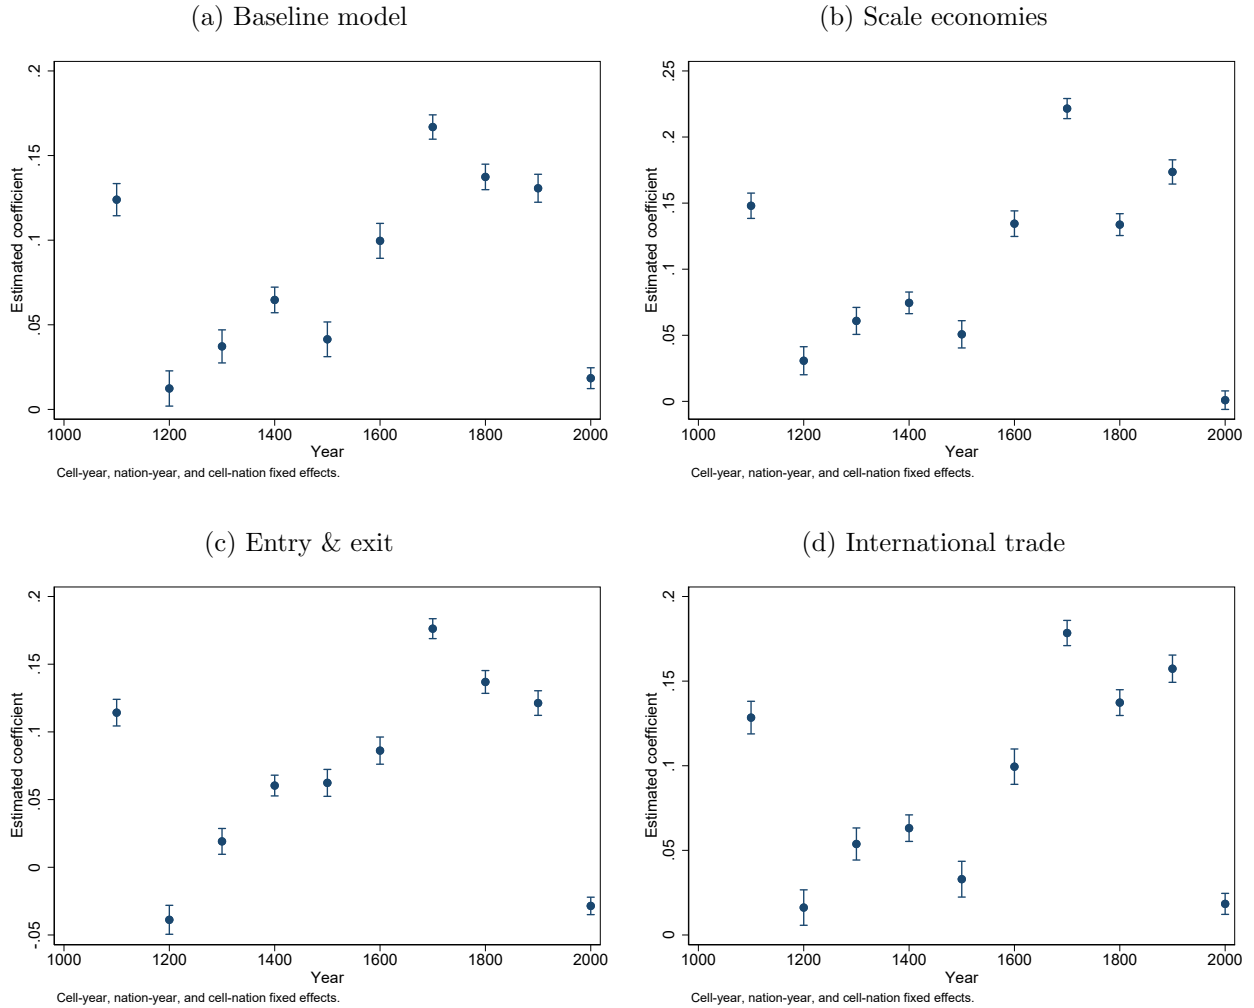 (a) Baseline model
Estimated coefficient
.2
.15
.1
.05
0
1000 1200 1400 1600 1800 2000
Year
Cell-year, nation-year, and cell-nation fixed effects.
(b) Scale economies
Estimated coefficient
.25
.2
.15
.1
.05
0
1000 1200 1400 1600 1800 2000
Year
Cell-year, nation-year, and cell-nation fixed effects.
(c) Entry & exit
Estimated coefficient
.2
.15
.1
.05
0
-.05
1000 1200 1400 1600 1800 2000
Year
Cell-year, nation-year, and cell-nation fixed effects.
(d) International trade
Estimated coefficient
.2
.15
.1
.05
0
1000 1200 1400 1600 1800 2000
Year
Cell-year, nation-year, and cell-nation fixed effects.